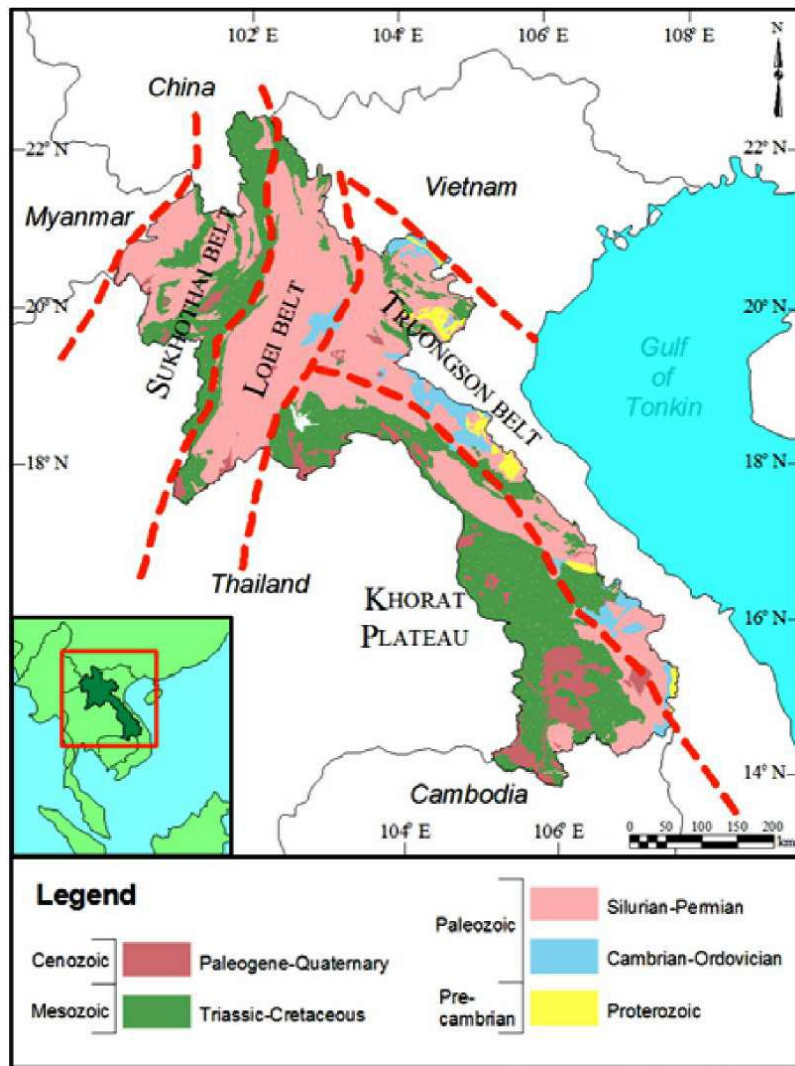 102° E 104° E 106° E 108° E
N
China
22° N 22° N
Vietnam
Myanmar
SUKHOTHAI BELT
LOEI BELT
TRUONGSON BELT
20° N 20° N
Gulf
of
Tonkin
18° N 18° N
Thailand
KHORAT
PLATEAU
16° N
14° N
Cambodia
104° E 106° E
0 50 100 150 200
km
Legend
Cenozoic Paleogene-Quaternary
Mesozoic Triassic-Cretaceous
Paleozoic
Silurian-Permian
Cambrian-Ordovician
Pre-
cambrian
Proterozoic